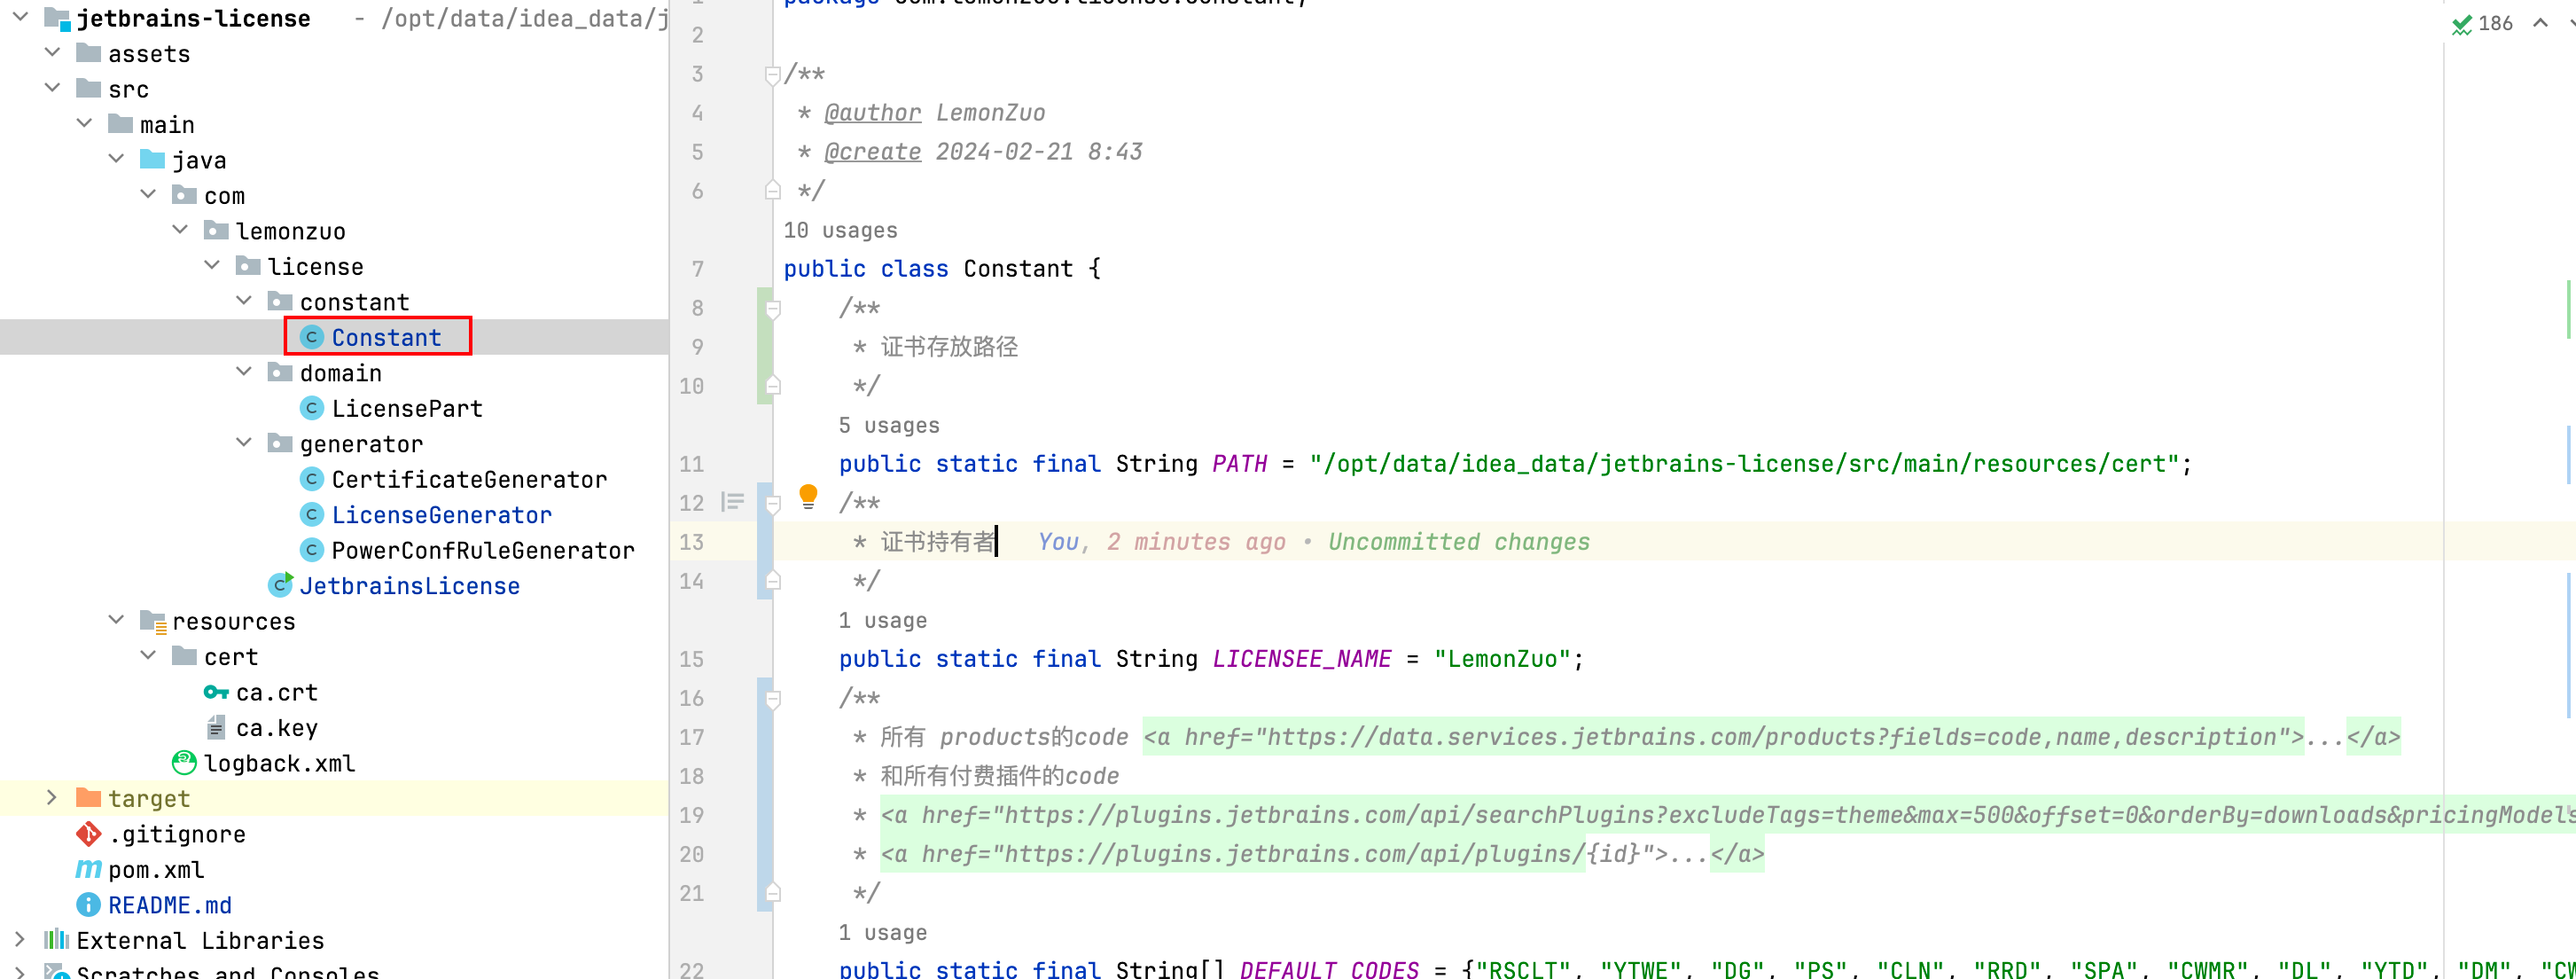 jetbrains-license - /opt/data/idea_data/j
assets
src
main
java
com
lemonzuo
license
constant
Constant
domain
LicensePart
generator
CertificateGenerator
LicenseGenerator
PowerConfRuleGenerator
JetbrainsLicense
resources
cert
ca.crt
ca.key
logback.xml
target
.gitignore
pom.xml
README.md
External Libraries
Scratches and Consoles
package com.lemonzuo.license.constant;
186
2
3 /**
4 * @author LemonZuo
5 * @create 2024-02-21 8:43
6 */
10 usages
7 public class Constant {
8 /**
9 * 证书存放路径
10 */
5 usages
11 public static final String PATH = "/opt/data/idea_data/jetbrains-license/src/main/resources/cert";
12 /**
13 * 证书持有者 You, 2 minutes ago • Uncommitted changes
14 */
1 usage
15 public static final String LICENSEE_NAME = "LemonZuo";
16 /**
17 * 所有 products的code <a href="https://data.services.jetbrains.com/products?fields=code,name,description">...</a>
18 * 和所有付费插件的code
19 * <a href="https://plugins.jetbrains.com/api/searchPlugins?excludeTags=theme&max=500&offset=0&orderBy=downloads&pricingModels
20 * <a href="https://plugins.jetbrains.com/api/plugins/{id}">...</a>
21 */
1 usage
22 public static final String[] DEFAULT_CODES = {"RSCLT", "YTWE", "DG", "PS", "CLN", "RRD", "SPA", "CWMR", "DL", "YTD", "DM", "CW